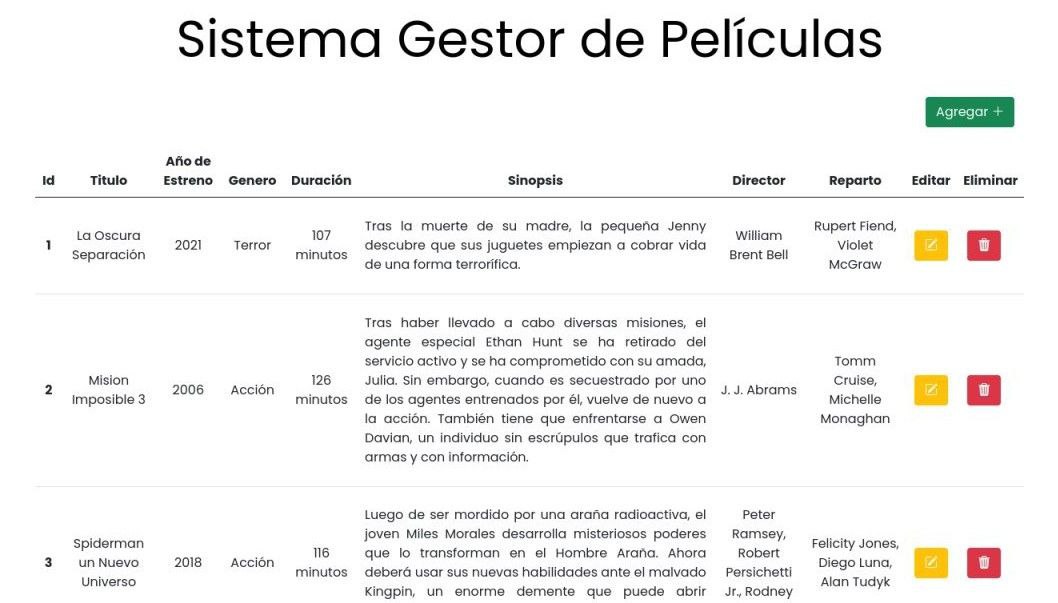 Sistema Gestor de Películas
Agregar +
Año de
Id Titulo Estreno Genero Duración Sinopsis Director Reparto Editar Eliminar
1
La Oscura
Separación
2021
Terror
107
minutos
Tras la muerte de su madre, la pequeña Jenny
descubre que sus juguetes empiezan a cobrar vida
de una forma terrorífica.
William
Brent Bell
Rupert Fiend,
Violet
McGraw
2
Mision
Imposible 3
2006
Acción
126
minutos
Tras haber llevado a cabo diversas misiones, el
agente especial Ethan Hunt se ha retirado del
servicio activo y se ha comprometido con su amada,
Julia. Sin embargo, cuando es secuestrado por uno
de los agentes entrenados por él, vuelve de nuevo a
la acción. También tiene que enfrentarse a Owen
Davian, un individuo sin escrúpulos que trafica con
armas y con información.
J. J. Abrams
Tomm
Cruise,
Michelle
Monaghan
3
Spiderman
un Nuevo
Universo
2018
Acción
116
minutos
Luego de ser mordido por una araña radioactiva, el
joven Miles Morales desarrolla misteriosos poderes
que lo transforman en el Hombre Araña. Ahora
deberá usar sus nuevas habilidades ante el malvado
Kingpin, un enorme demente que puede abrir
Peter
Ramsey,
Robert
Persichetti
Jr., Rodney
Felicity Jones,
Diego Luna,
Alan Tudyk